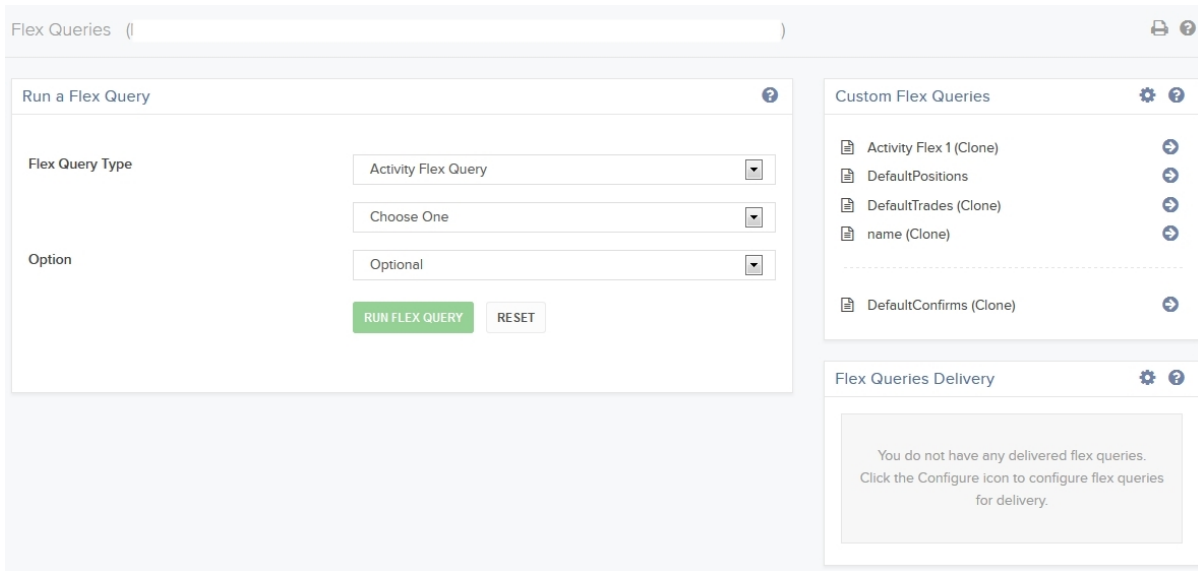 Flex Queries (
)
Run a Flex Query
Flex Query Type
Activity Flex Query
Choose One
Option
Optional
RUN FLEX QUERY
RESET
Custom Flex Queries
Activity Flex 1 (Clone)
DefaultPositions
DefaultTrades (Clone)
name (Clone)
DefaultConfirms (Clone)
Flex Queries Delivery
You do not have any delivered flex queries.
Click the Configure icon to configure flex queries
for delivery.